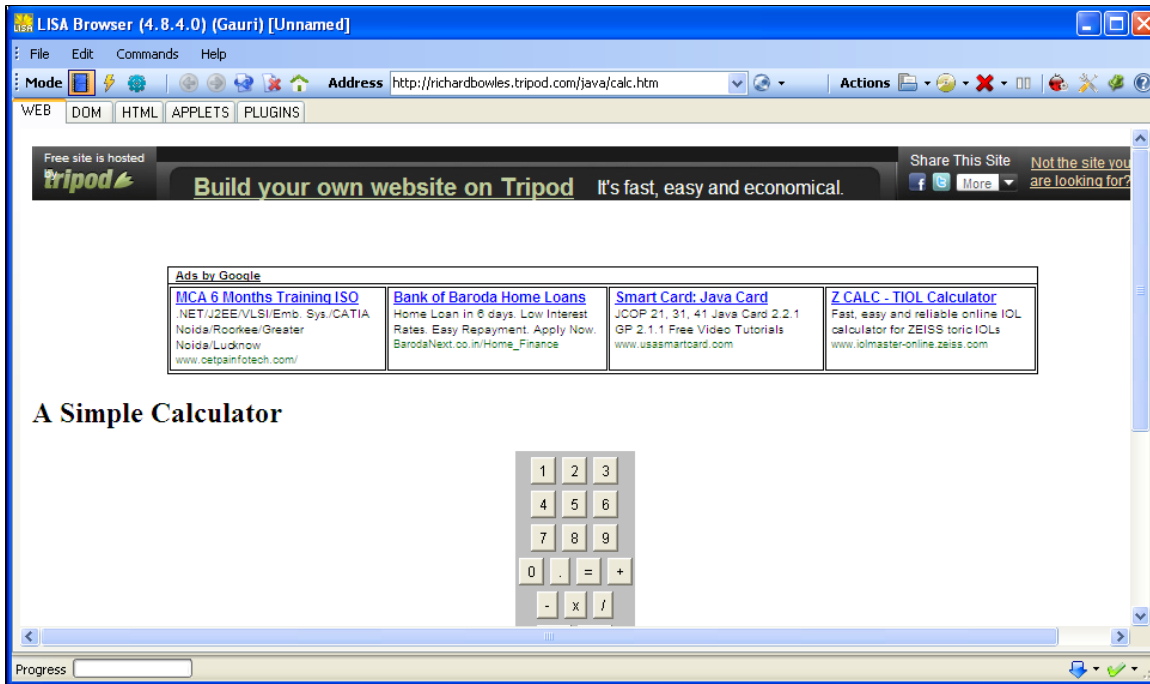 LISA Browser (4.8.4.0) (Gauri) [Unnamed]
File Edit Commands Help
Mode Address http://richardbowles.tripod.com/java/calc.htm Actions
WEB DOM HTML APPLETS PLUGINS
Free site is hosted
by
tripod
Build your own website on Tripod It's fast, easy and economical.
Share This Site
More
Not the site you
are looking for?
Ads by Google
MCA 6 Months Training ISO
.NET/J2EE/VLSI/Emb. Sys./CATIA
Noida/Roorkee/Greater
Noida/Lucknow
www.cetpainfotech.com/
Bank of Baroda Home Loans
Home Loan in 6 days. Low Interest
Rates. Easy Repayment. Apply Now.
BarodaNext.co.in/Home_Finance
Smart Card: Java Card
JCOP 21, 31, 41 Java Card 2.2.1
GP 2.1.1 Free Video Tutorials
www.usasmartcard.com
Z CALC - TIOL Calculator
Fast, easy and reliable online IOL
calculator for ZEISS toric IOLs
www.iolmaster-online.zeiss.com
A Simple Calculator
1 2 3
4 5 6
7 8 9
0 . = +
- x /
Progress